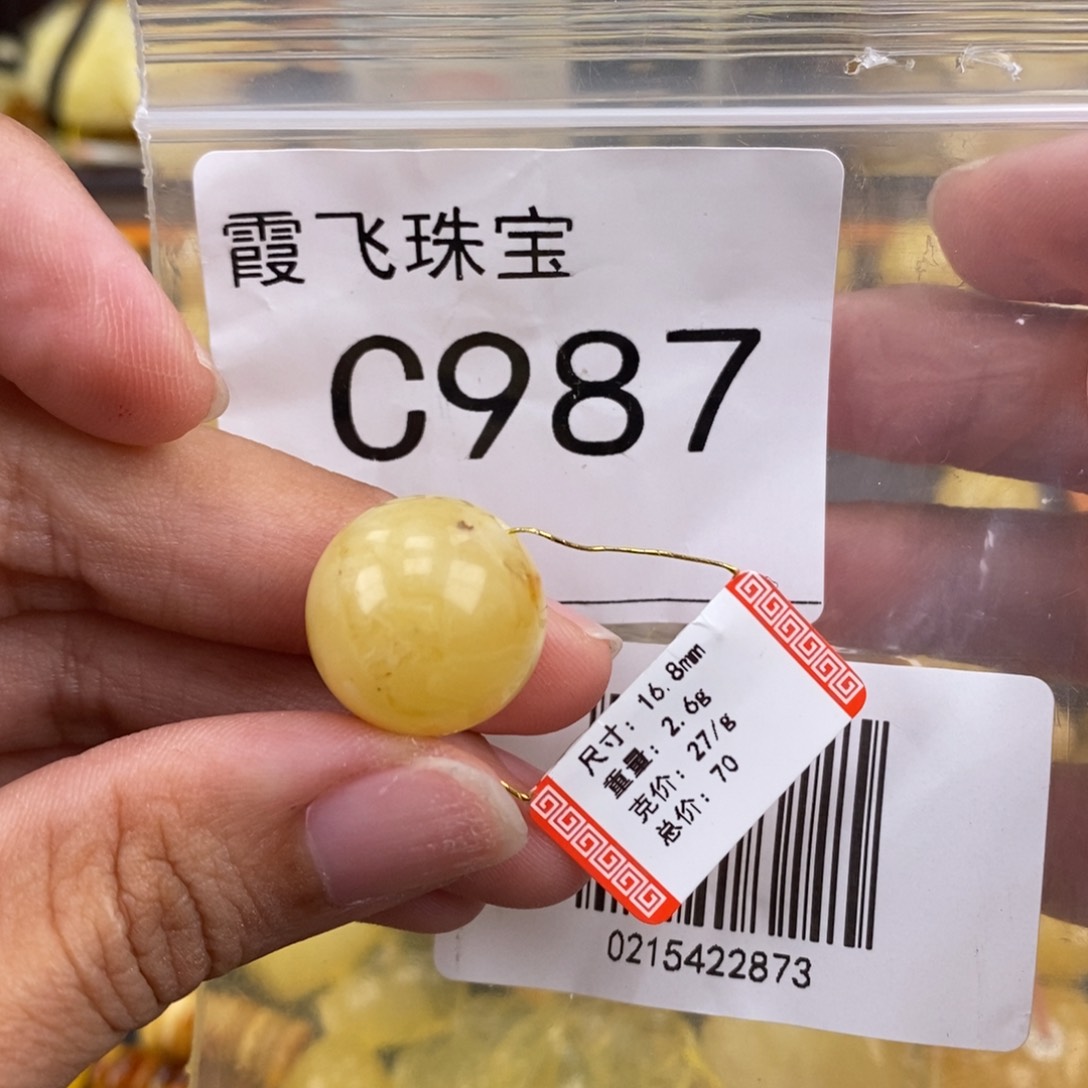 霞飞珠宝
C987
尺寸：16.8mm
重量：2.6g
克价：27/g
总价：70
0215422873